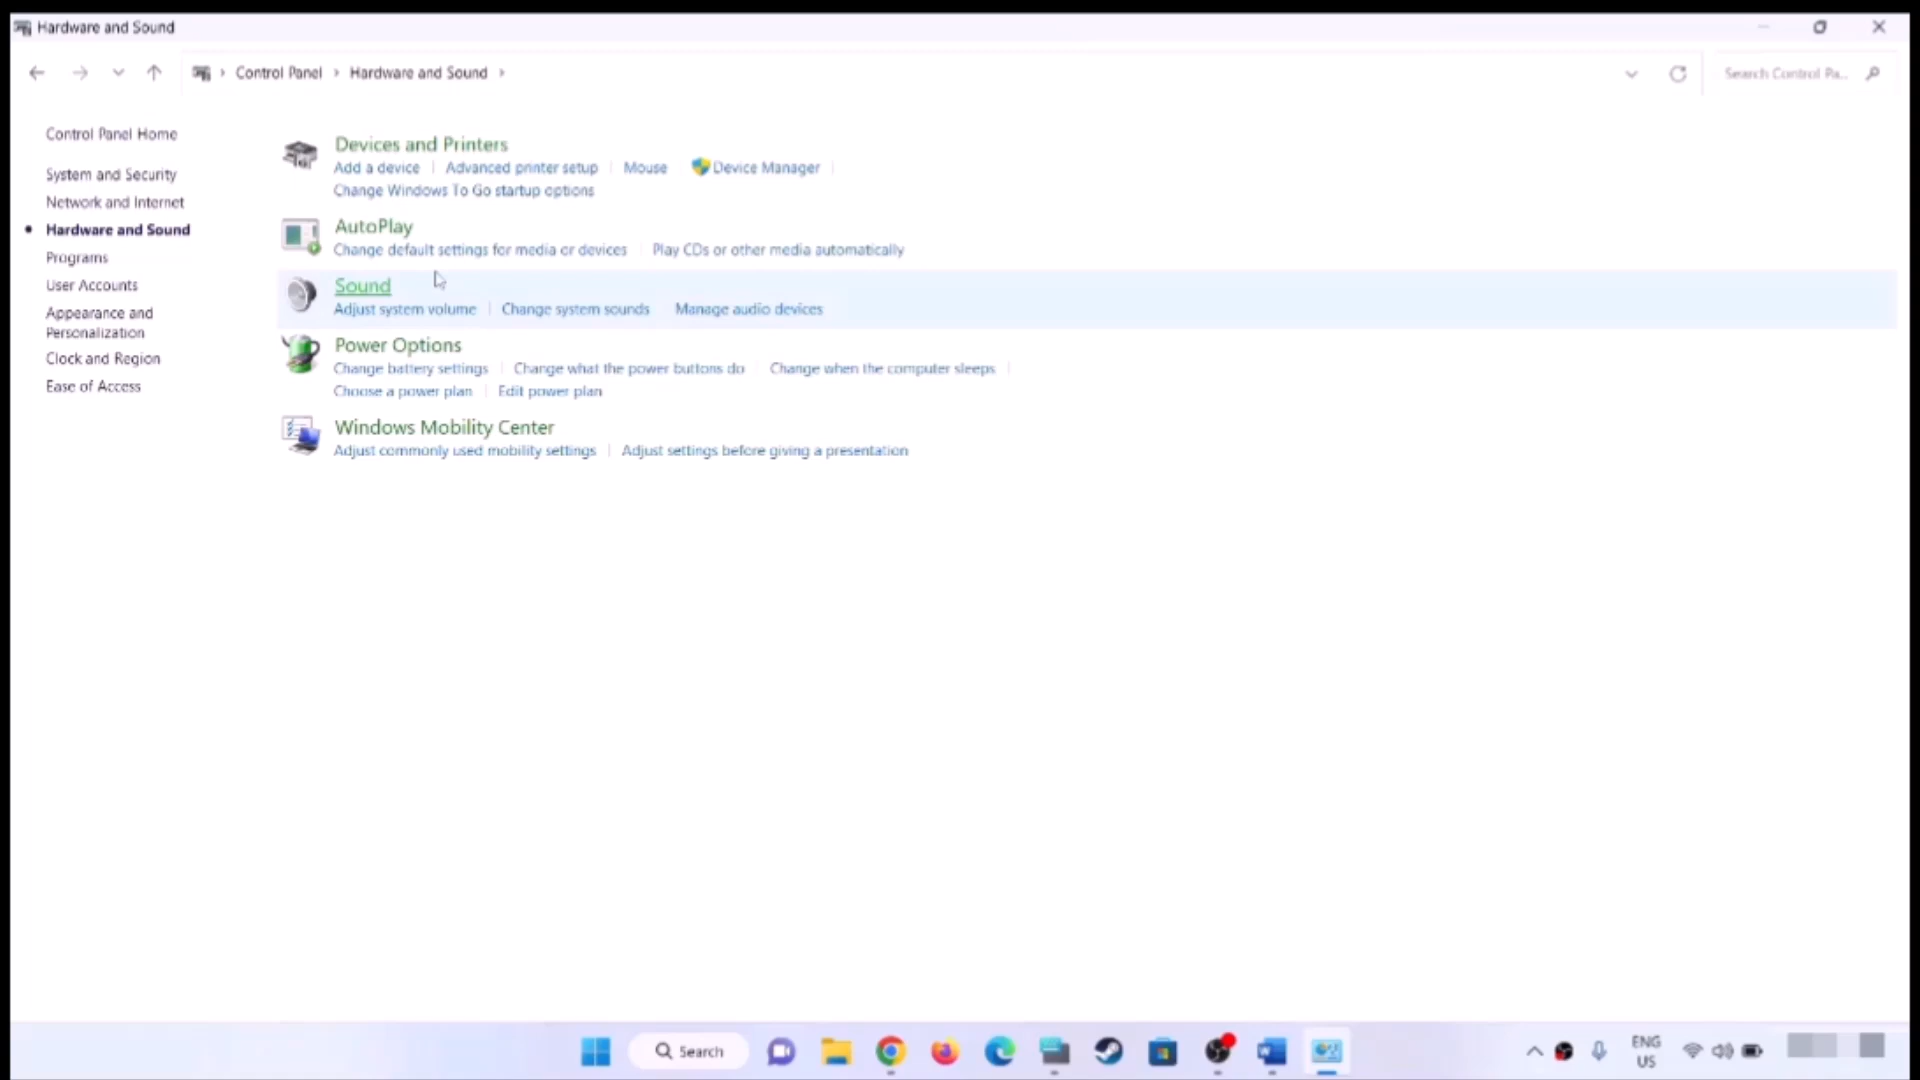 Hardware and Sound
Control Panel > Hardware and Sound >
Search Control Pa...
Control Panel Home
System and Security
Network and Internet
Hardware and Sound
Programs
User Accounts
Appearance and
Personalization
Clock and Region
Ease of Access
Devices and Printers
Add a device | Advanced printer setup | Mouse | Device Manager |
Change Windows To Go startup options
AutoPlay
Change default settings for media or devices | Play CDs or other media automatically
Sound
Adjust system volume | Change system sounds | Manage audio devices
Power Options
Change battery settings | Change what the power buttons do | Change when the computer sleeps |
Choose a power plan | Edit power plan
Windows Mobility Center
Adjust commonly used mobility settings | Adjust settings before giving a presentation
Search
ENG
US